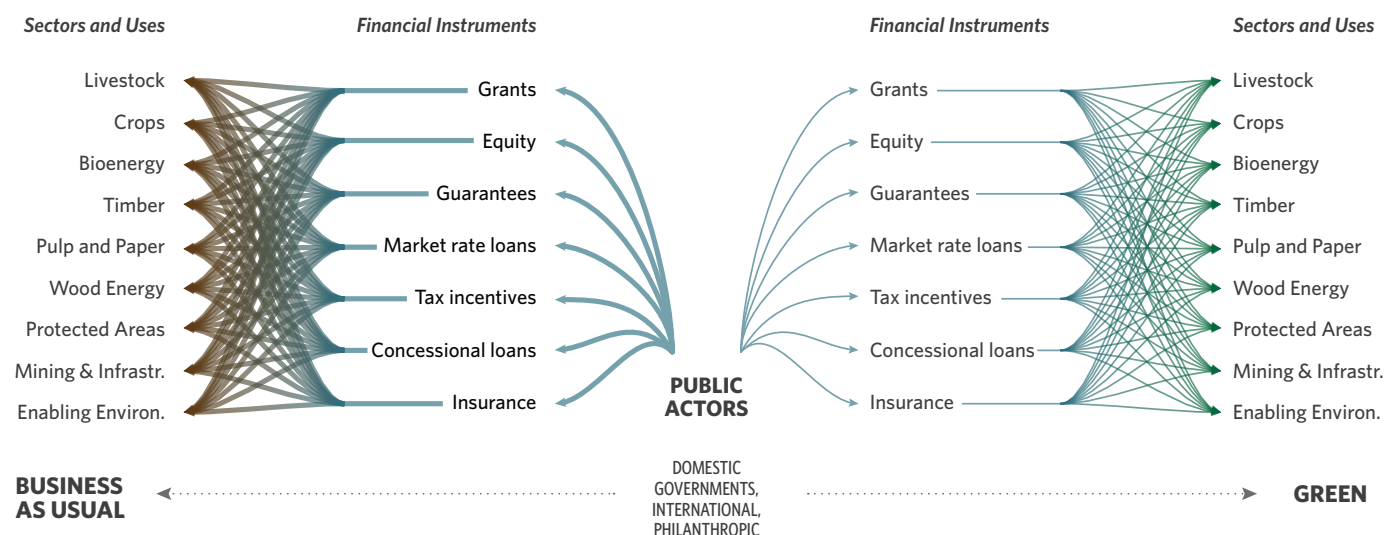 Sectors and Uses
Financial Instruments
Financial Instruments
Sectors and Uses
Livestock
Crops
Bioenergy
Timber
Pulp and Paper
Wood Energy
Protected Areas
Mining & Infrastr.
Enabling Environ.
Grants
Equity
Guarantees
Market rate loans
Tax incentives
Concessional loans
Insurance
PUBLIC
ACTORS
Grants
Equity
Guarantees
Market rate loans
Tax incentives
Concessional loans
Insurance
Livestock
Crops
Bioenergy
Timber
Pulp and Paper
Wood Energy
Protected Areas
Mining & Infrastr.
Enabling Environ.
BUSINESS
AS USUAL
DOMESTIC
GOVERNMENTS,
INTERNATIONAL,
PHILANTHROPIC
GREEN